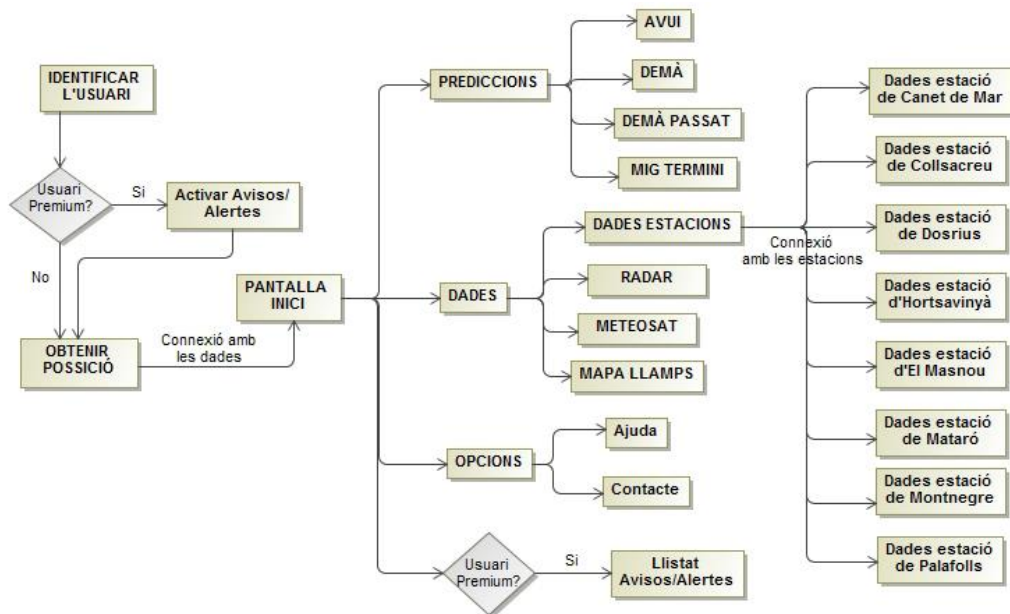 IDENTIFICAR
L'USUARI
Usuari
Premium?
Si
Activar Avisos/
Alertes
No
OBTENIR
POSSICIÓ
Connexió amb
les dades
PANTALLA
INICI
PREDICCIONS
AVUI
DEMÀ
DEMÀ PASSAT
MIG TERMINI
DADES
DADES ESTACIONS
RADAR
METEOSAT
MAPA LLAMPS
Connexió
amb les estacions
Dades estació
de Canet de Mar
Dades estació
de Collsacreu
Dades estació
de Dosrius
Dades estació
d'Hortsavinyà
Dades estació
d'El Masnou
Dades estació
de Mataró
Dades estació
de Montnegre
Dades estació
de Palafolls
OPCIONS
Ajuda
Contacte
Usuari
Premium?
Si
Llistat
Avisos/Alertes